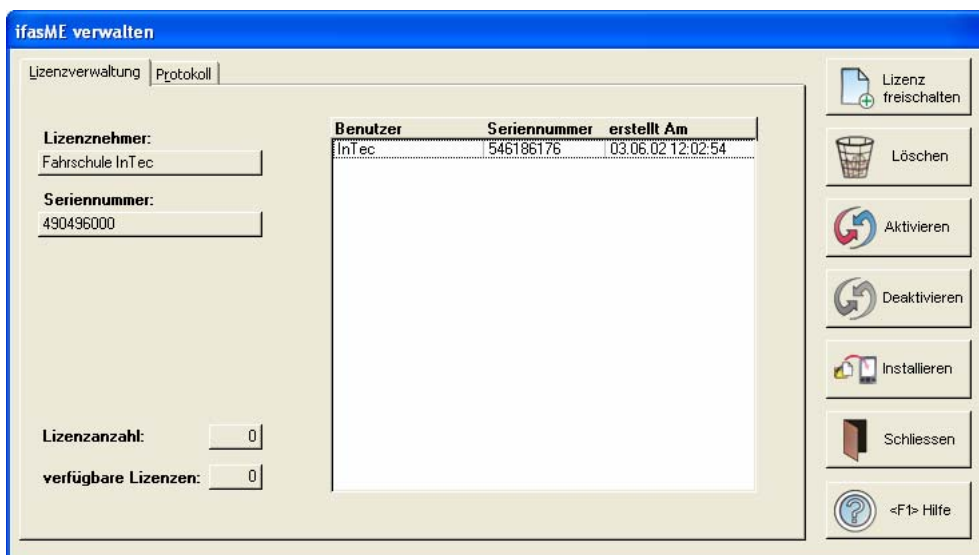 ifasME verwalten
Lizenzverwaltung
Protokoll
Lizenznehmer:
Fahrschule InTec
Seriennummer:
490496000
Benutzer Seriennummer erstellt Am
InTec 546186176 03.06.02 12:02:54
Lizenzanzahl: 0
verfügbare Lizenzen: 0
Lizenz
freischalten
Löschen
Aktivieren
Deaktivieren
Installieren
Schliessen
<F1> Hilfe